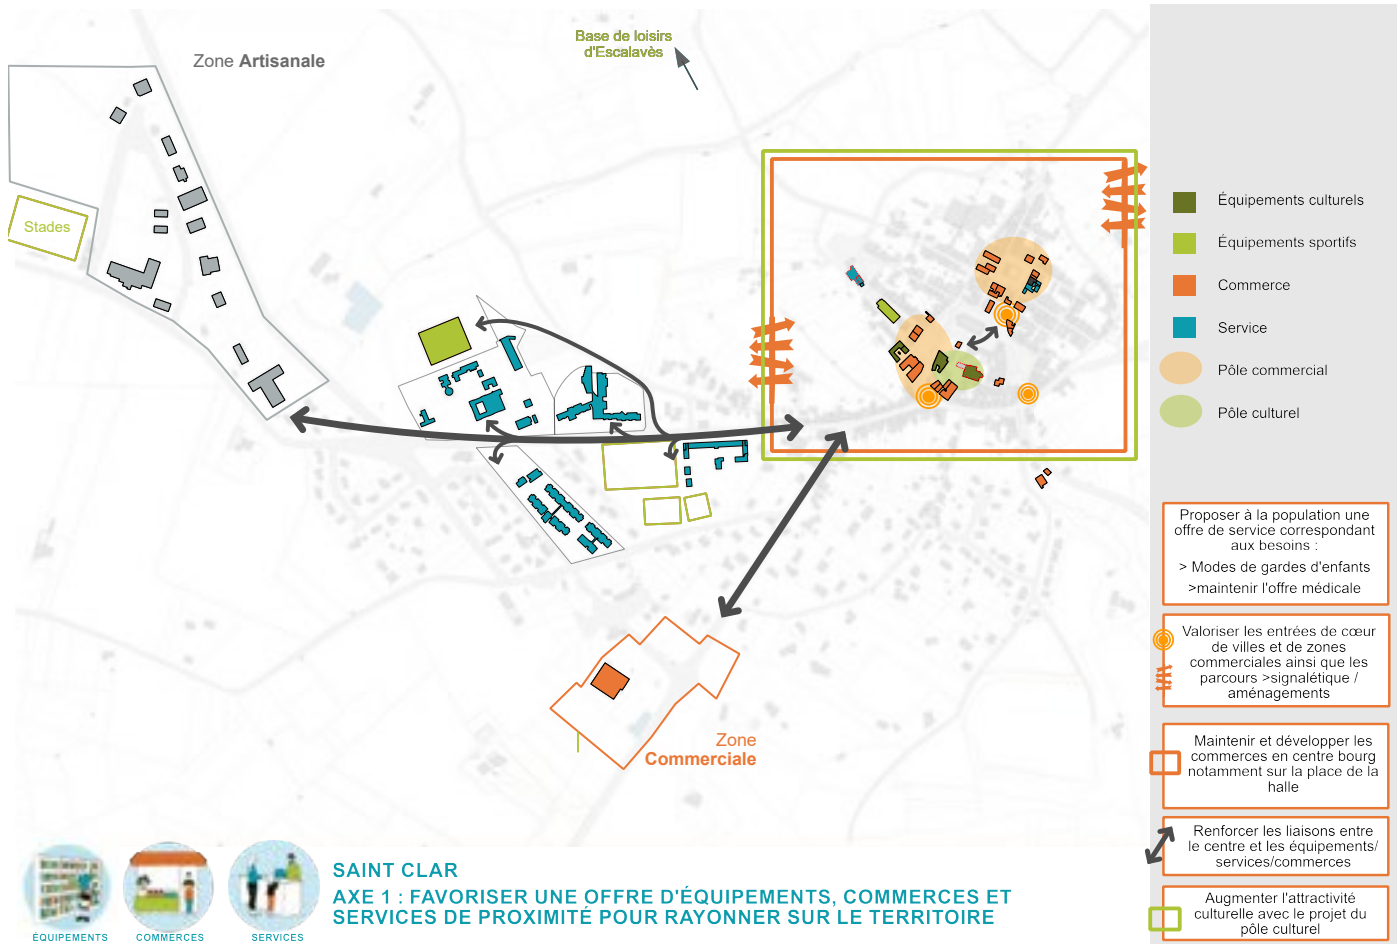 Zone Artisanale
Base de loisirs
d'Escalavès
Stades
Zone
Commerciale
Équipements culturels
Équipements sportifs
Commerce
Service
Pôle commercial
Pôle culturel
Proposer à la population une
offre de service correspondant
aux besoins :
> Modes de gardes d'enfants
>maintenir l'offre médicale
Valoriser les entrées de cœur
de villes et de zones
commerciales ainsi que les
parcours >signalétique /
aménagements
Maintenir et développer les
commerces en centre bourg
notamment sur la place de la
halle
Renforcer les liaisons entre
le centre et les équipements/
services/commerces
Augmenter l'attractivité
culturelle avec le projet du
pôle culturel
ÉQUIPEMENTS
COMMERCES
SERVICES
SAINT CLAR
AXE 1 : FAVORISER UNE OFFRE D'ÉQUIPEMENTS, COMMERCES ET
SERVICES DE PROXIMITÉ POUR RAYONNER SUR LE TERRITOIRE